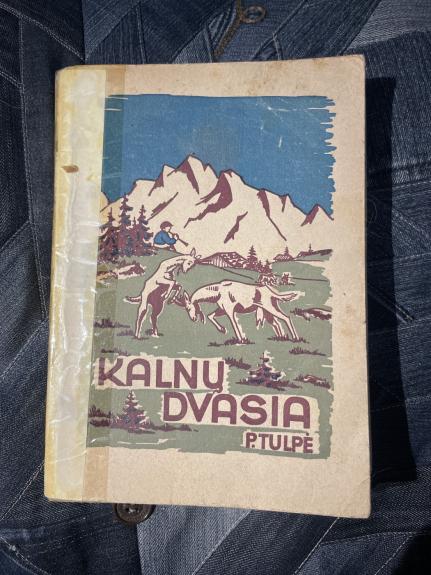 KALNŲ
DVASIA
P. TULPĖ